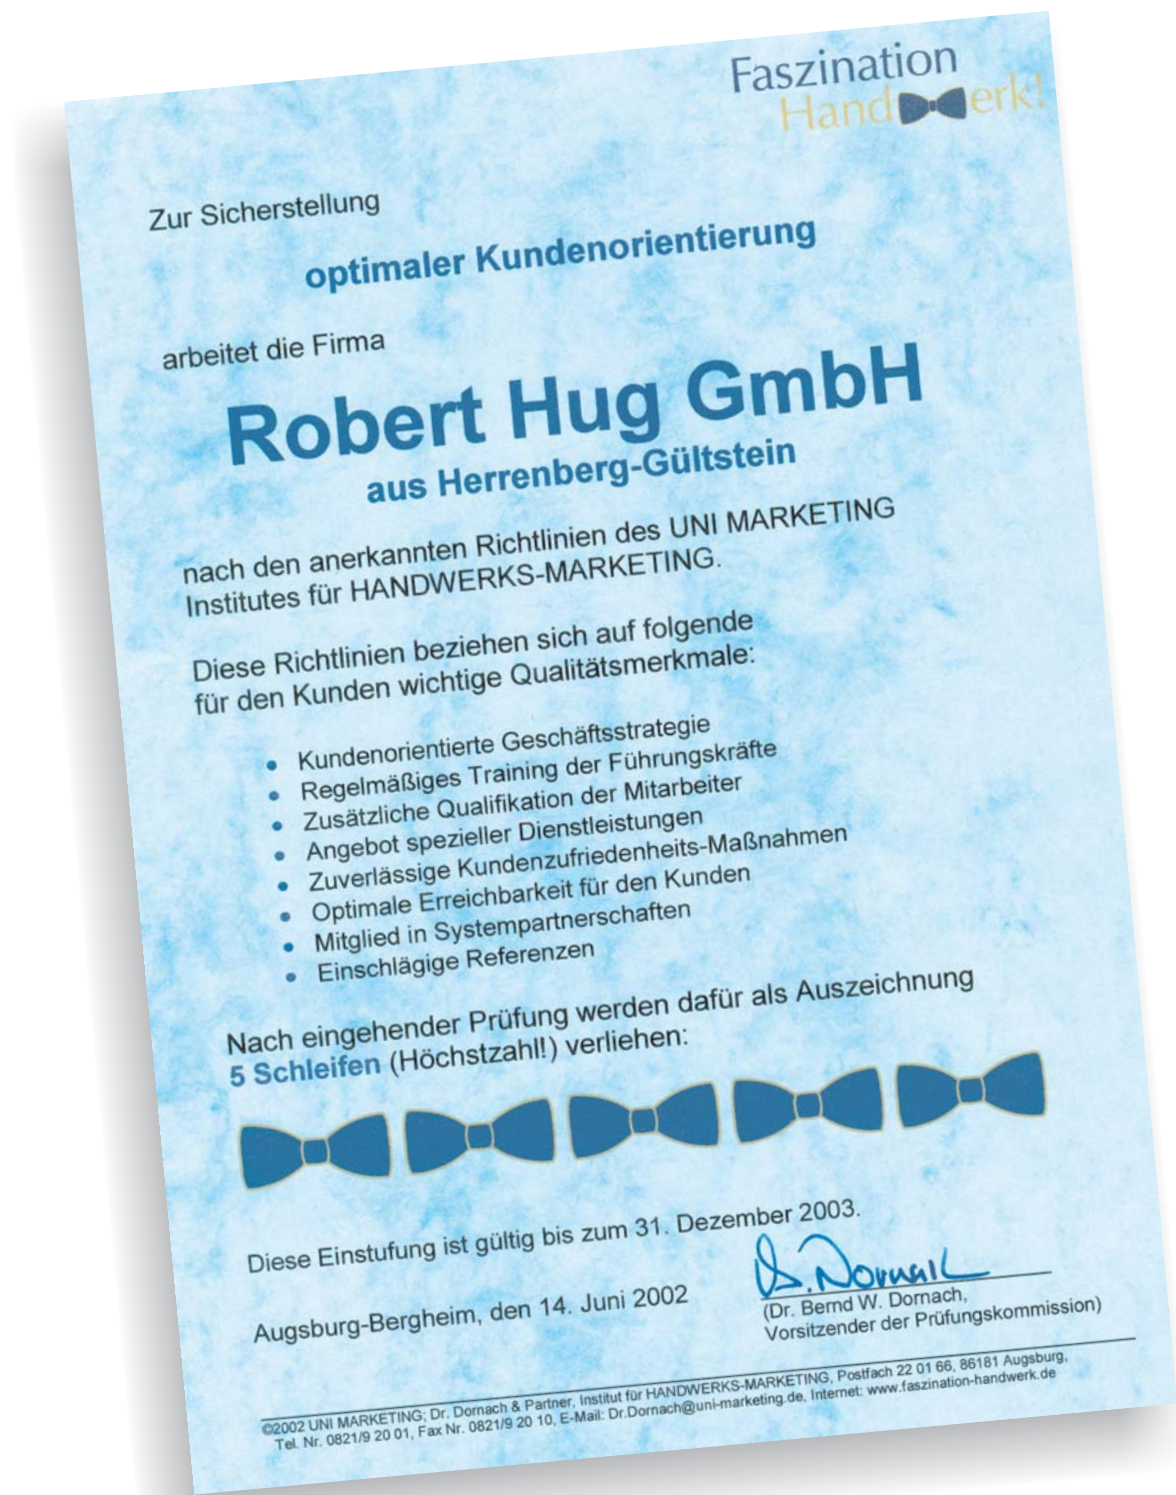 Faszination
Handwerk!
Zur Sicherstellung
optimaler Kundenorientierung
arbeitet die Firma
Robert Hug GmbH
aus Herrenberg-Gültstein
nach den anerkannten Richtlinien des UNI MARKETING
Institutes für HANDWERKS-MARKETING.
Diese Richtlinien beziehen sich auf folgende
für den Kunden wichtige Qualitätsmerkmale:
• Kundenorientierte Geschäftsstrategie
• Regelmäßiges Training der Führungskräfte
• Zusätzliche Qualifikation der Mitarbeiter
• Angebot spezieller Dienstleistungen
• Zuverlässige Kundenzufriedenheits-Maßnahmen
• Optimale Erreichbarkeit für den Kunden
• Mitglied in Systempartnerschaften
• Einschlägige Referenzen
Nach eingehender Prüfung werden dafür als Auszeichnung
5 Schleifen (Höchstzahl!) verliehen:
Diese Einstufung ist gültig bis zum 31. Dezember 2003.
Augsburg-Bergheim, den 14. Juni 2002
B. Dornach
(Dr. Bernd W. Dornach,
Vorsitzender der Prüfungskommission)
©2002 UNI MARKETING; Dr. Dornach & Partner, Institut für HANDWERKS-MARKETING, Postfach 22 01 66, 86181 Augsburg,
Tel. Nr. 0821/9 20 01, Fax Nr. 0821/9 20 10, E-Mail: Dr.Dornach@uni-marketing.de, Internet: www.faszination-handwerk.de